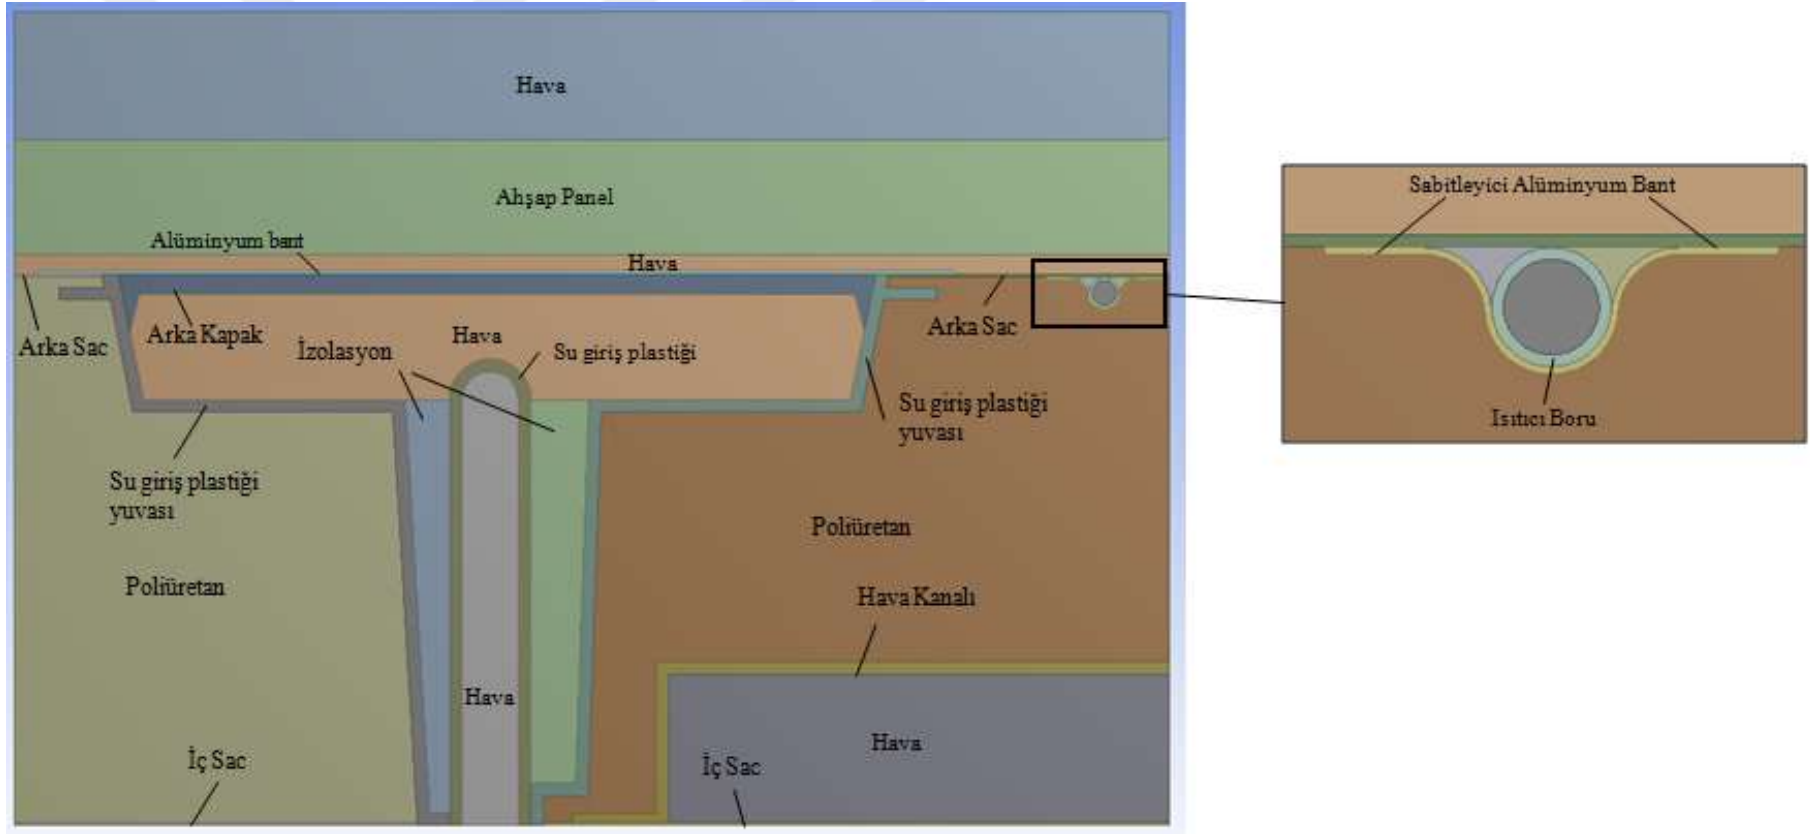 Hava
Ahşap Panel
Alüminyum bant
Hava
Arka Sac
Arka Kapak
Hava
İzolasyon
Su giriş plastiği
Arka Sac
Su giriş plastiği
yuvası
Su giriş plastiği
yuvası
Poliüretan
Poliüretan
Hava Kanalı
Hava
Hava
İç Sac
İç Sac
Sabitleyici Alüminyum Bant
Isıtıcı Boru